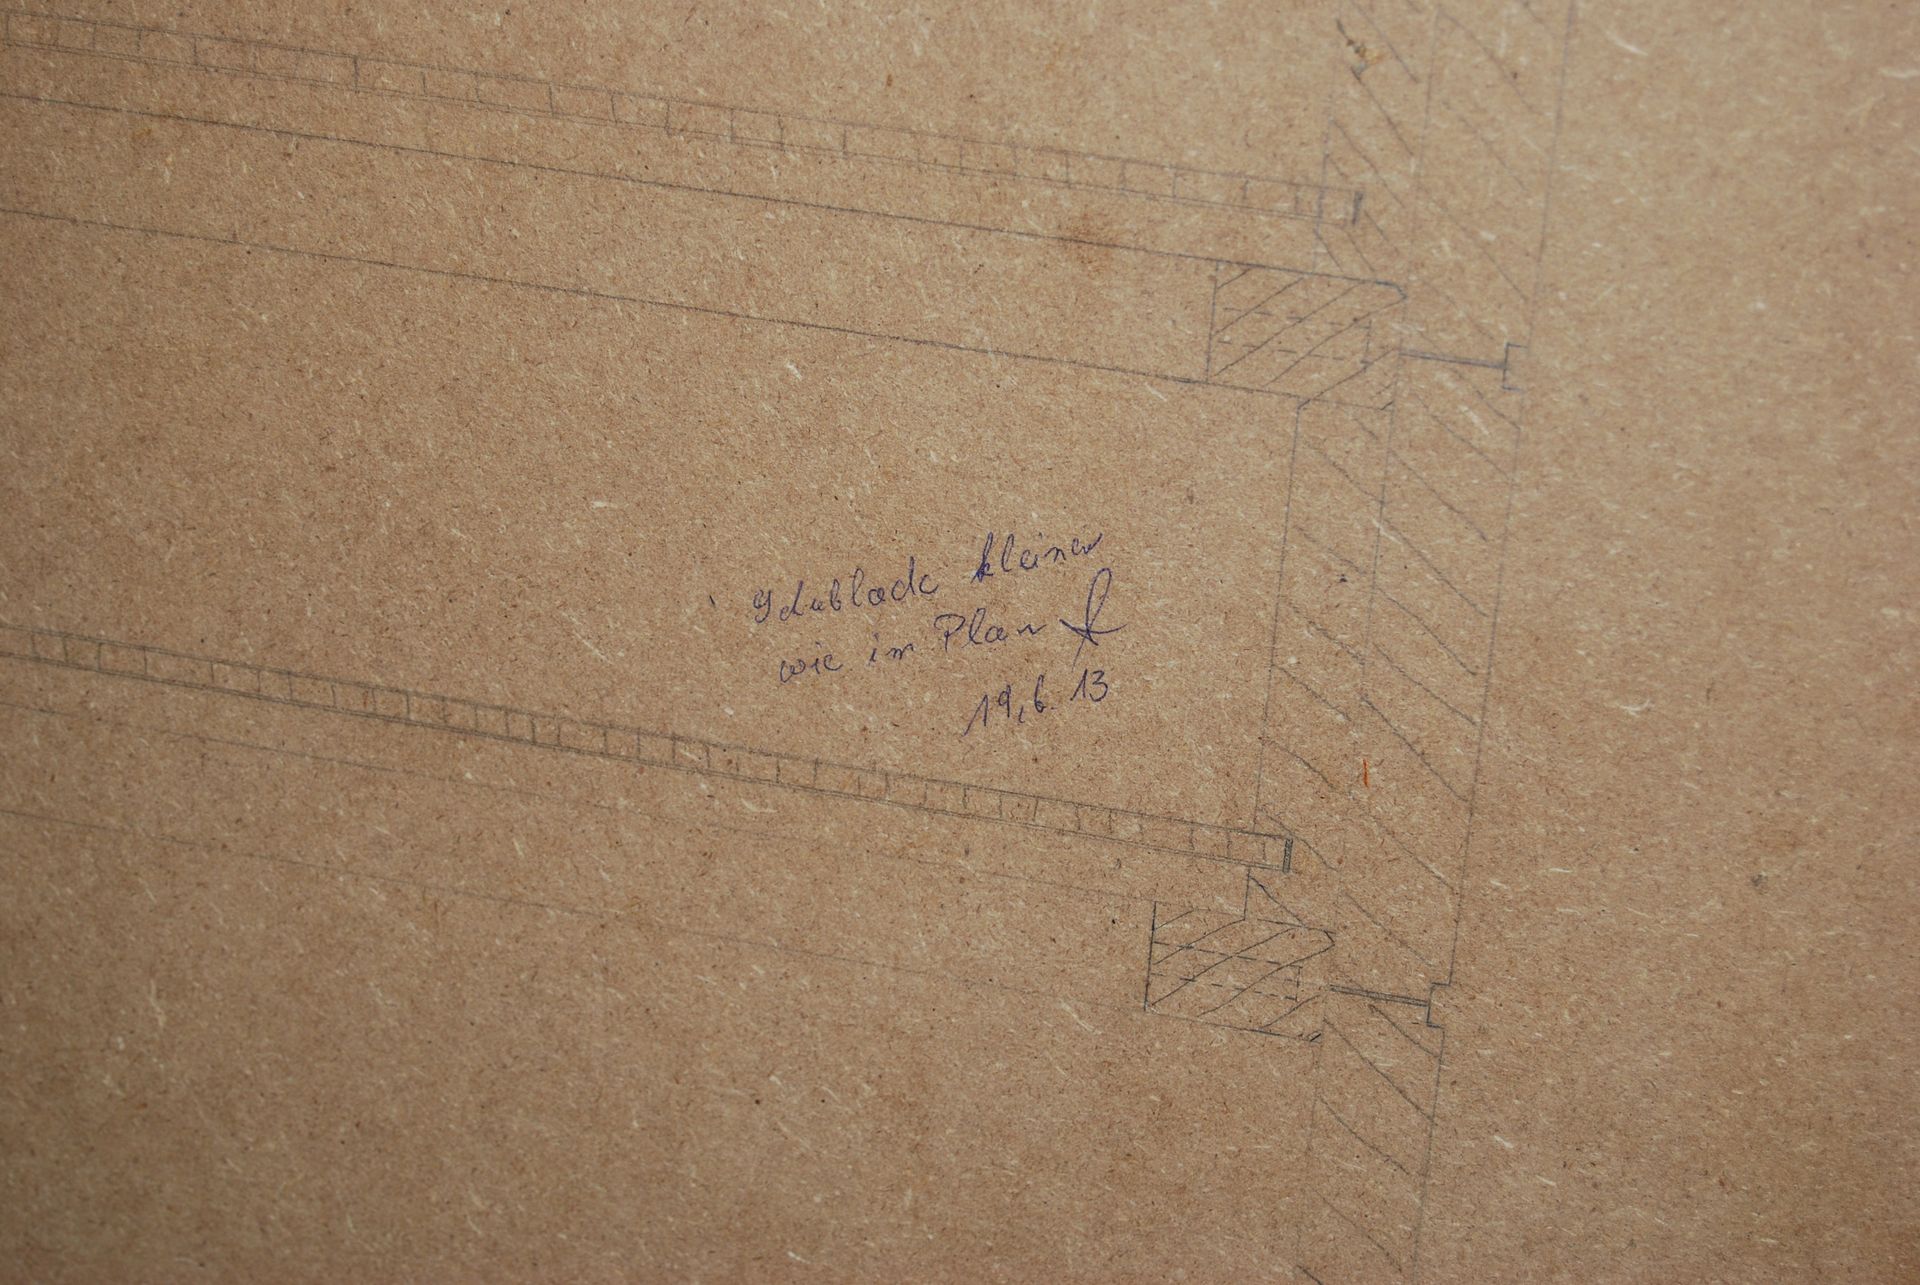 Schublade kleiner
wie im Plan
19.6.13